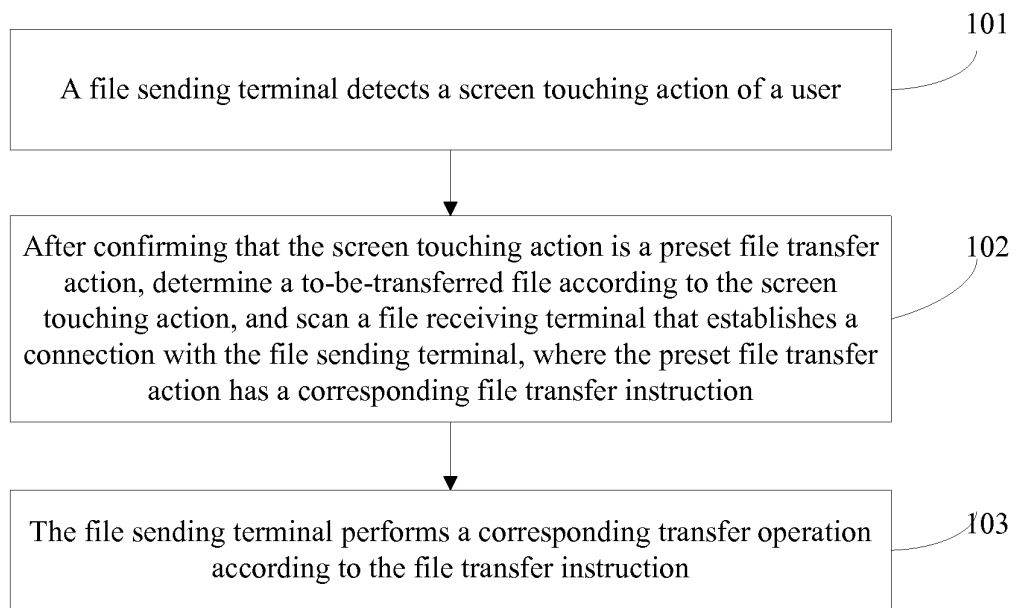 101
A file sending terminal detects a screen touching action of a user
After confirming that the screen touching action is a preset file transfer
action, determine a to-be-transferred file according to the screen
touching action, and scan a file receiving terminal that establishes a
connection with the file sending terminal, where the preset file transfer
action has a corresponding file transfer instruction
102
The file sending terminal performs a corresponding transfer operation
according to the file transfer instruction
103